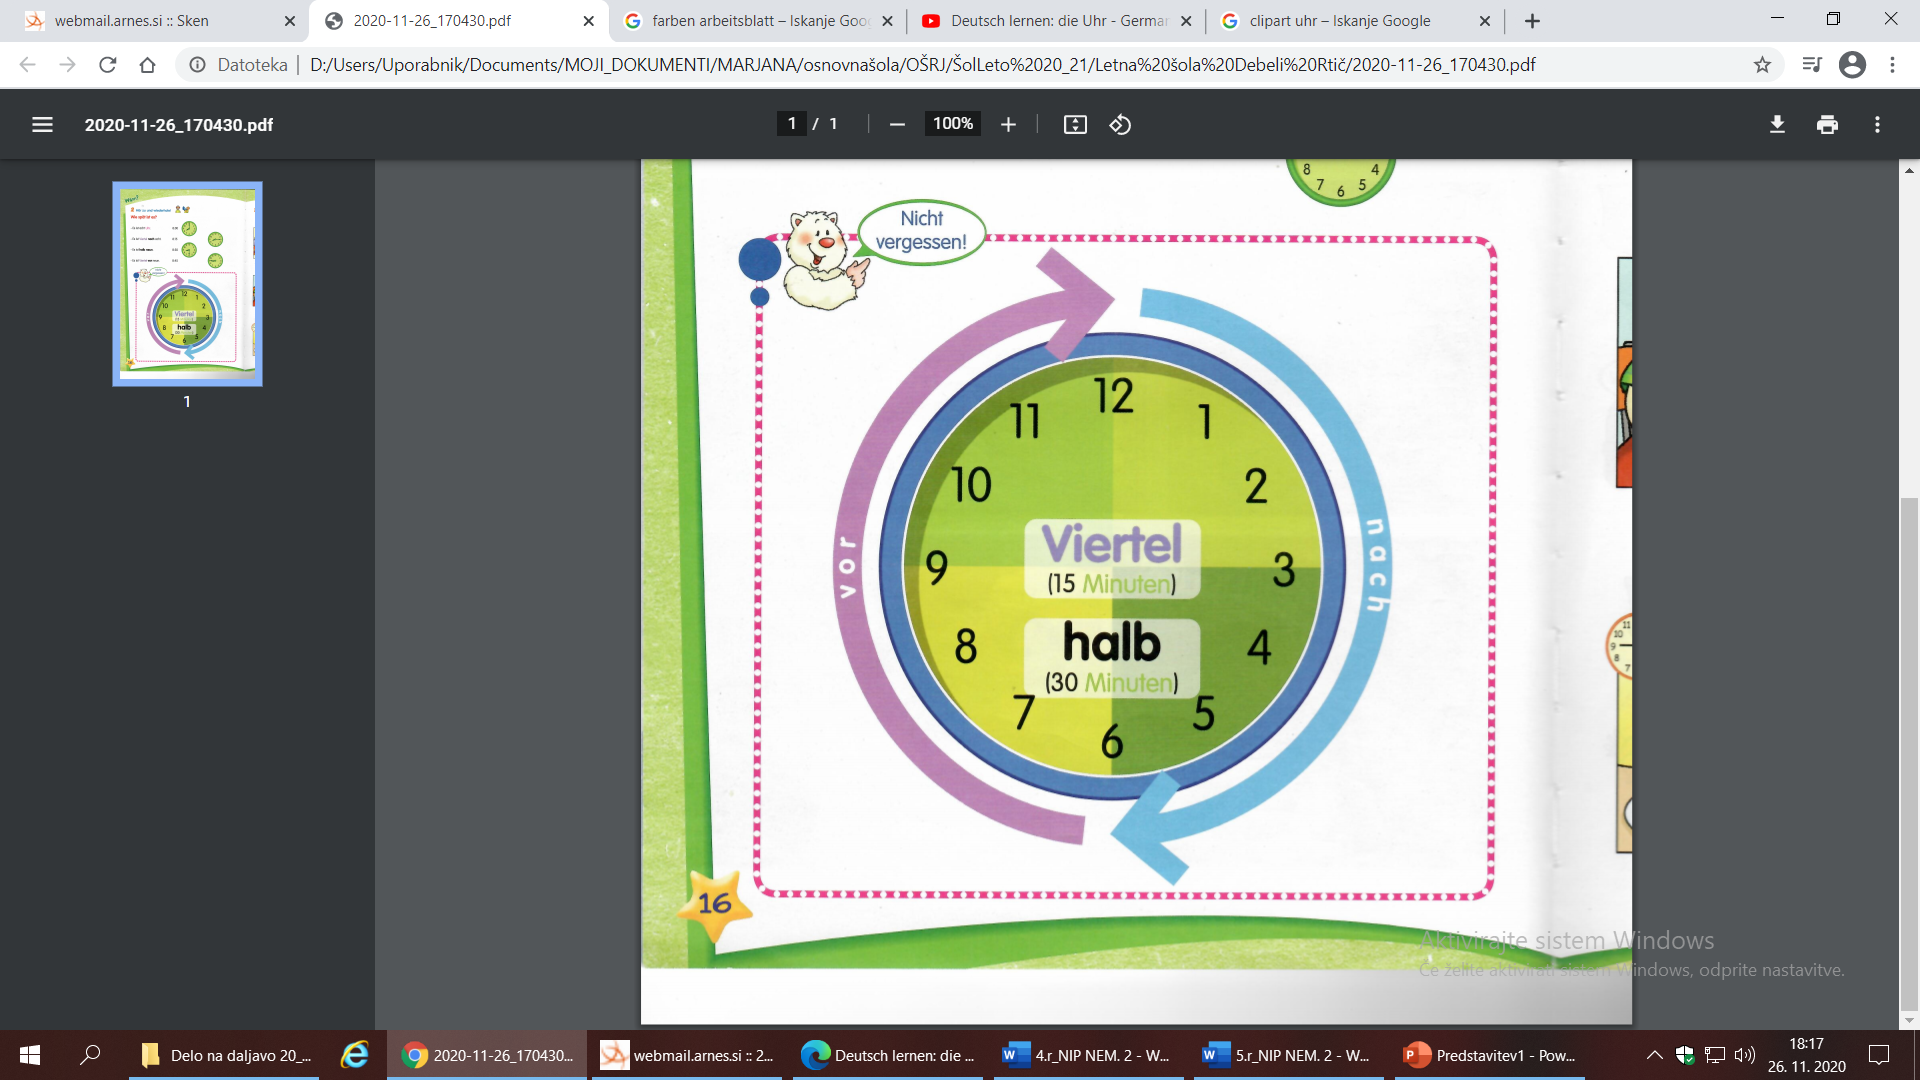 webmail.arnes.si :: Sken
2020-11-26_170430.pdf
farben arbeitsblatt – Iskanje Goo
Deutsch lernen: die Uhr - German
clipart uhr – Iskanje Google
Datoteka
D:/Users/Uporabnik/Documents/MOJI_DOKUMENTI/MARJANA/osnovnašola/OŠRJ/ŠolLeto%2020_21/Letna%20šola%20Debeli%20Rtič/2020-11-26_170430.pdf
2020-11-26_170430.pdf
1 / 1
100%
1
8 7 6 5 4
Nicht
vergessen!
12
11 1
10 2
Viertel
(15 Minuten)
9 3
halb
(30 Minuten)
8 4
7 5
6
vor
nach
16
Aktivirajte sistem Windows
Če želite aktivirati sistem Windows, odprite nastavitve.
Delo na daljavo 20_...
2020-11-26_170430...
webmail.arnes.si :: 2...
Deutsch lernen: die ...
4.r_NIP NEM. 2 - W...
5.r_NIP NEM. 2 - W...
Predstavitev1 - Pow...
18:17
26. 11. 2020